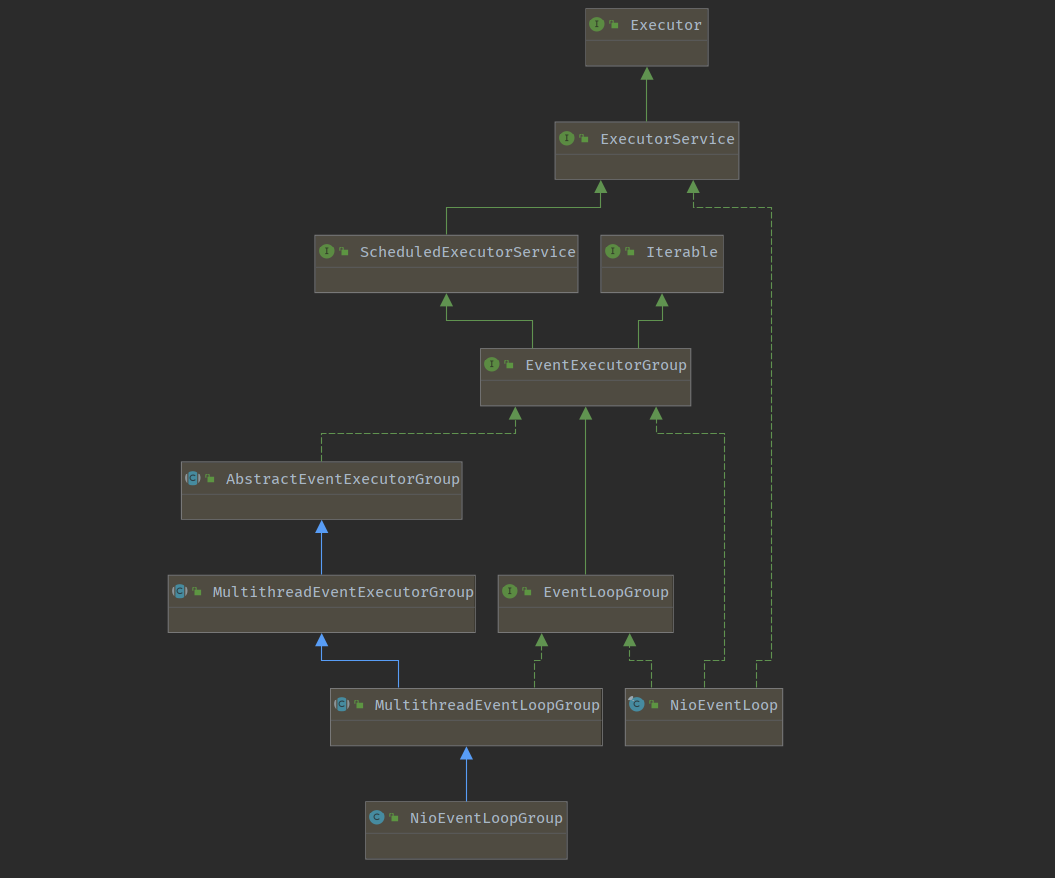 Executor
ExecutorService
ScheduledExecutorService
Iterable
EventExecutorGroup
AbstractEventExecutorGroup
MultithreadEventExecutorGroup
EventLoopGroup
MultithreadEventLoopGroup
NioEventLoop
NioEventLoopGroup